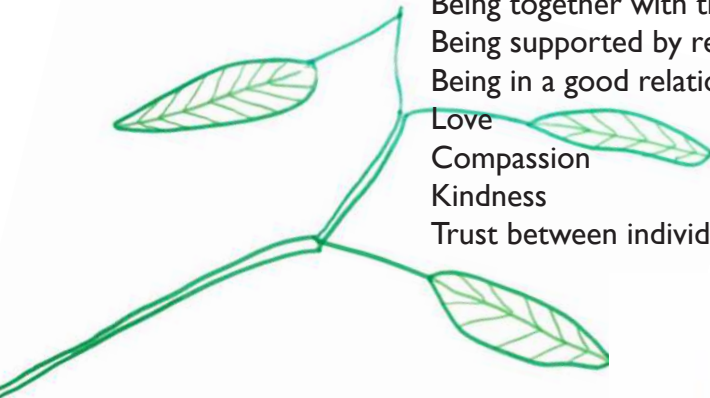 Being together with
Being supported by
Being in a good
Love
Compassion
Kindness
Trust between